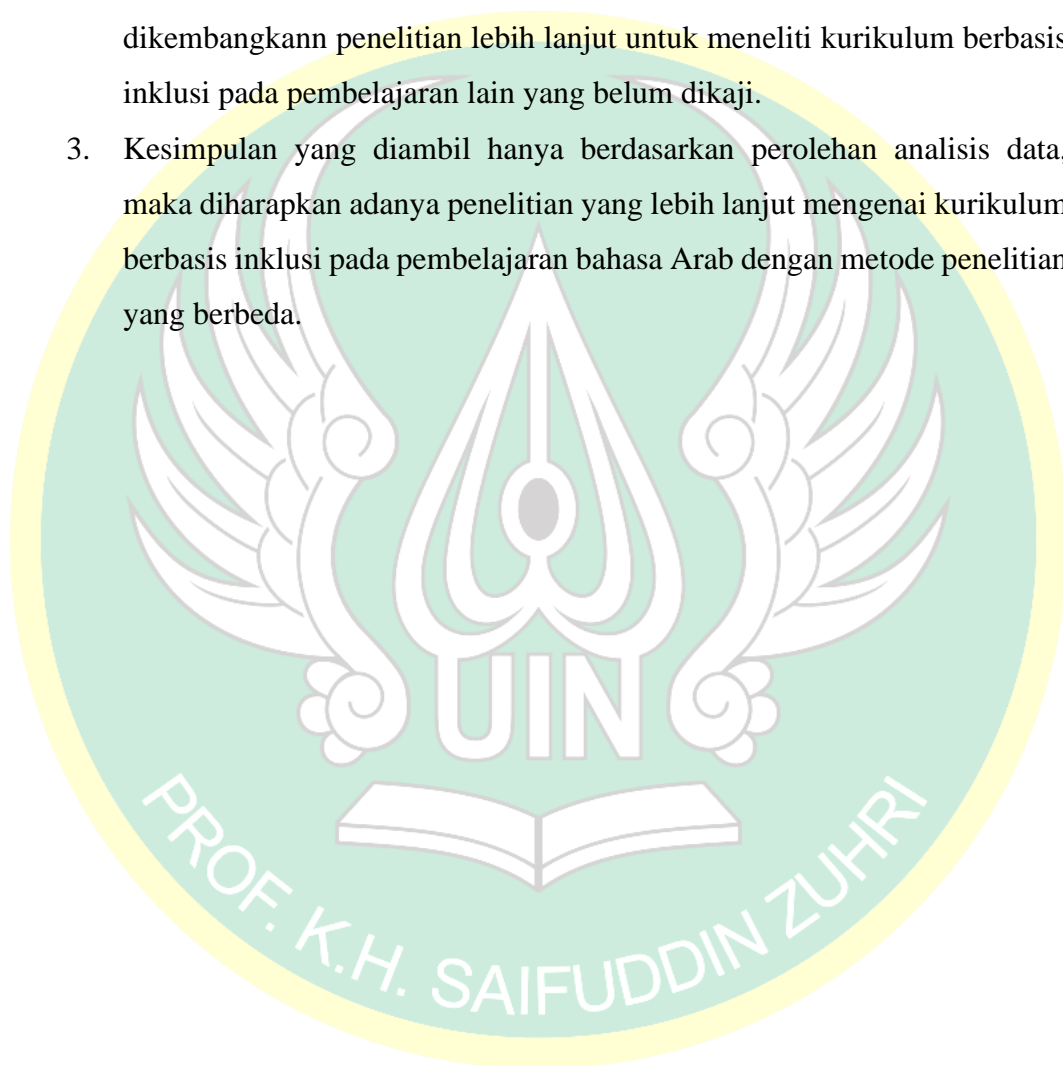 dikembangkann penelitian lebih lanjut untuk meneliti kurikulum berbasis
inklusi pada pembelajaran lain yang belum dikaji.
3. Kesimpulan yang diambil hanya berdasarkan perolehan analisis data,
maka diharapkan adanya penelitian yang lebih lanjut mengenai kurikulum
berbasis inklusi pada pembelajaran bahasa Arab dengan metode penelitian
yang berbeda.
UIN
PROF. K.H. SAIFUDDIN ZUHRI